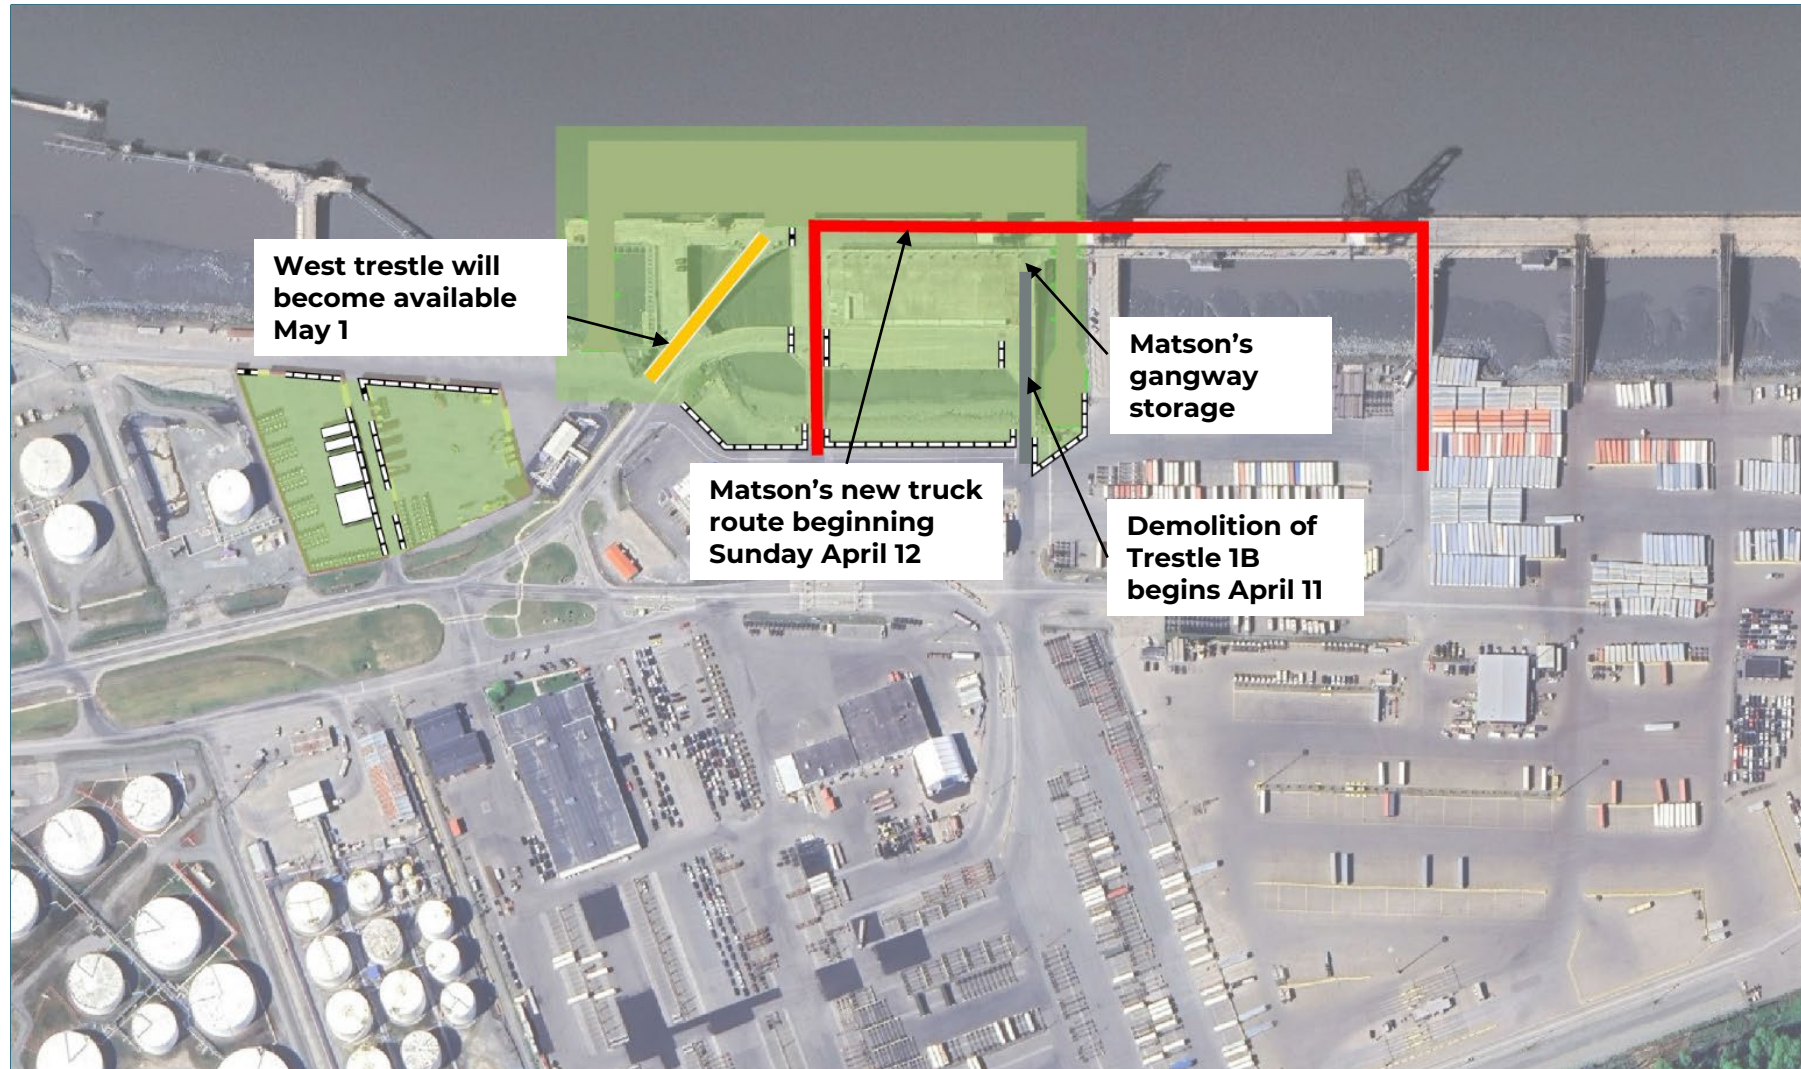 West trestle will
become available
May 1
Matson’s
gangway
storage
Matson’s new truck
route beginning
Sunday April 12
Demolition of
Trestle 1B
begins April 11